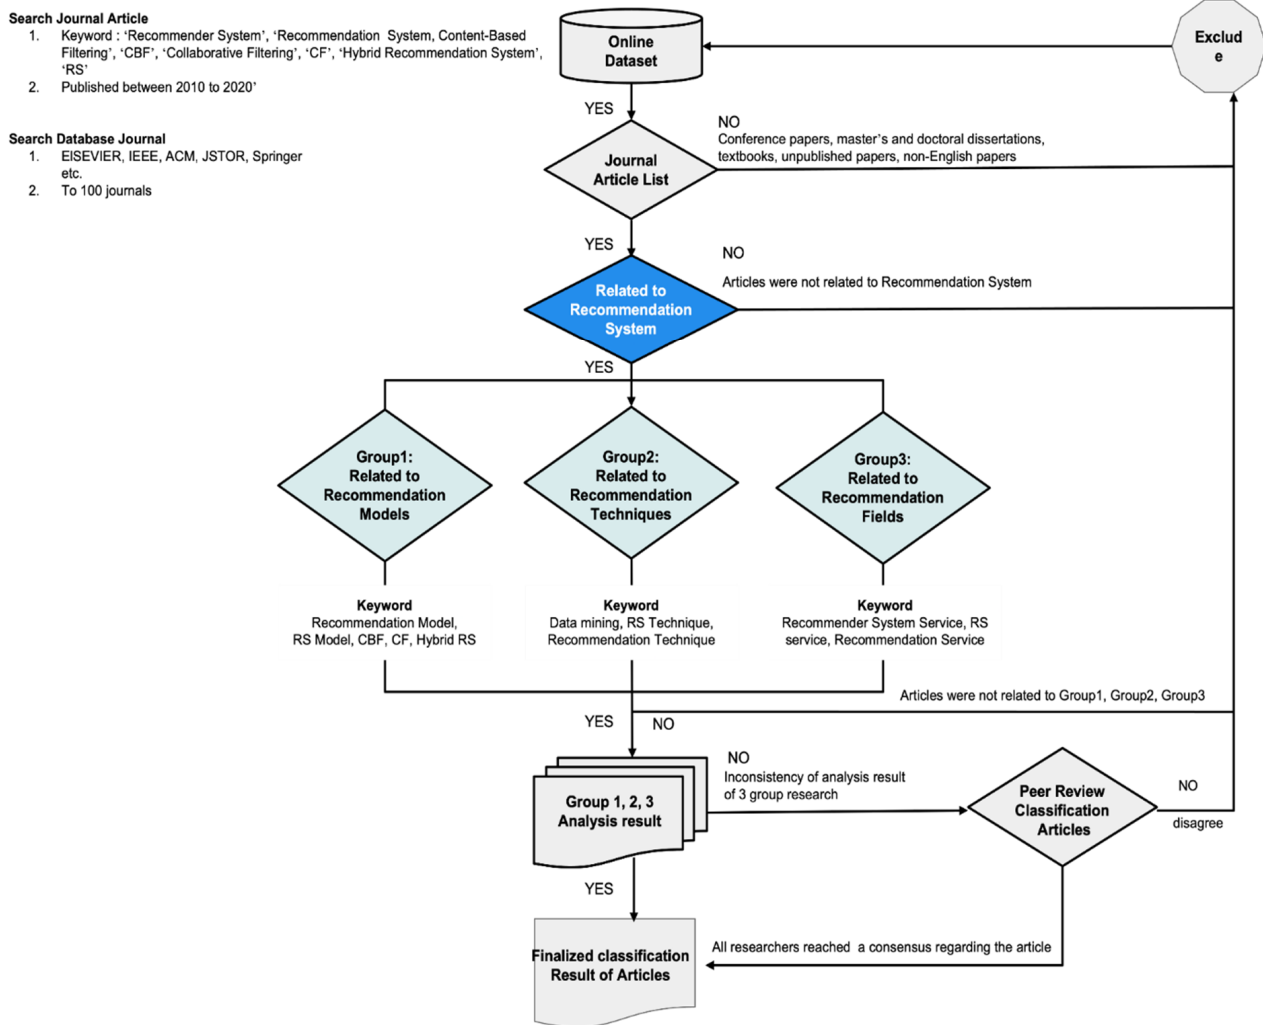 Search Journal Article
1. Keyword : ‘Recommender System’, ‘Recommendation System, Content-Based
Filtering’, ‘CBF’, ‘Collaborative Filtering’, ‘CF’, ‘Hybrid Recommendation System’,
‘RS’
2. Published between 2010 to 2020’
Search Database Journal
1. EISEVIER, IEEE, ACM, JSTOR, Springer
etc.
2. To 100 journals
Online
Dataset
Exclud
e
YES
Journal
Article List
NO
Conference papers, master’s and doctoral dissertations,
textbooks, unpublished papers, non-English papers
YES
Related to
Recommendation
System
NO
Articles were not related to Recommendation System
YES
Group1:
Related to
Recommendation
Models
Group2:
Related to
Recommendation
Techniques
Group3:
Related to
Recommendation
Fields
Keyword
Recommendation Model,
RS Model, CBF, CF, Hybrid RS
Keyword
Data mining, RS Technique,
Recommendation Technique
Keyword
Recommender System Service, RS
service, Recommendation Service
Articles were not related to Group1, Group2, Group3
YES
NO
Group 1, 2, 3
Analysis result
NO
Inconsistency of analysis result
of 3 group research
Peer Review
Classification
Articles
NO
disagree
YES
Finalized classification
Result of Articles
All researchers reached a consensus regarding the article